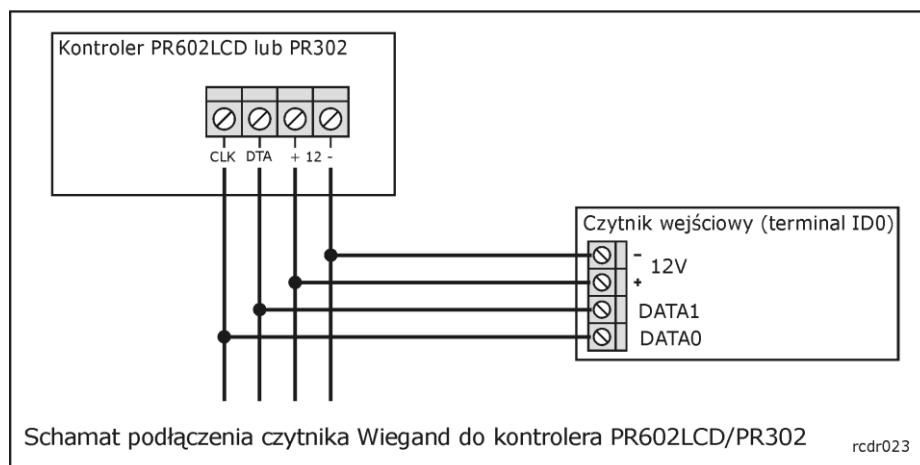 Kontroler PR602LCD lub PR302
CLK DTA + 12 -
Czytnik wejściowy (terminal ID0)
-
12V
+
DATA1
DATA0
Schamat podłączenia czytnika Wiegand do kontrolera PR602LCD/PR302
rcdr023